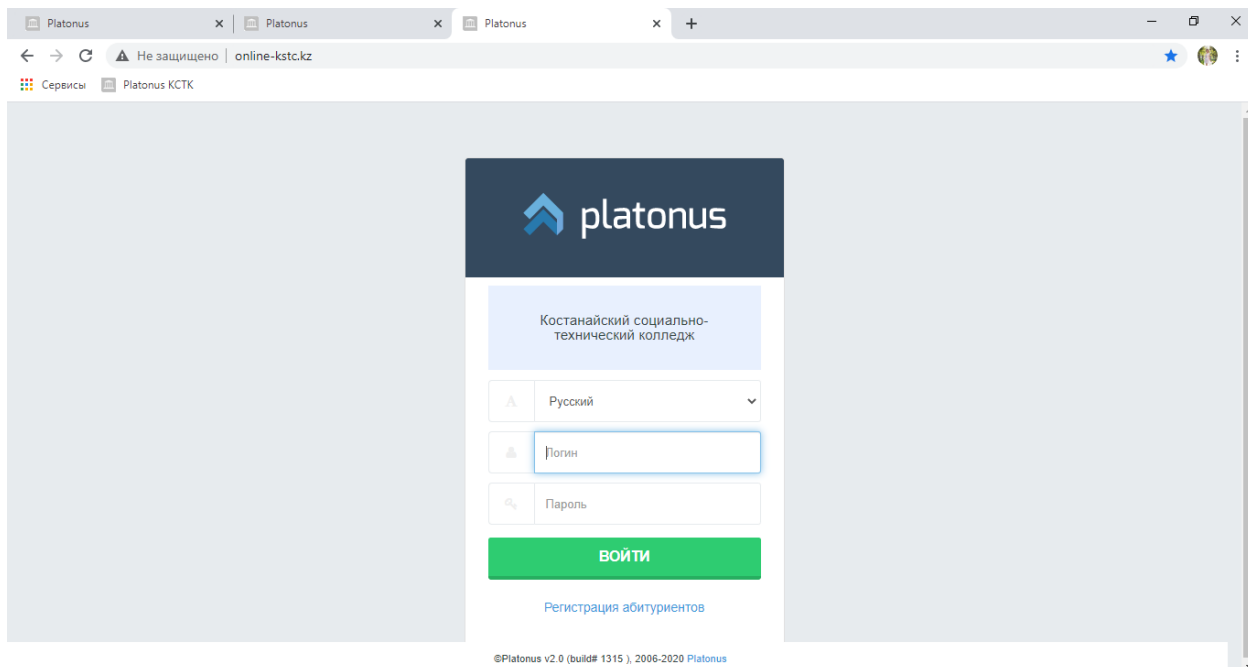 Platonus
Platonus
Platonus
Не защищено | online-kstc.kz
Сервисы
Platonus КСТК
platonus
Костанайский социально-
технический колледж
Русский
Логин
Пароль
ВОЙТИ
Регистрация абитуриентов
©Platonus v2.0 (build# 1315 ), 2006-2020 Platonus